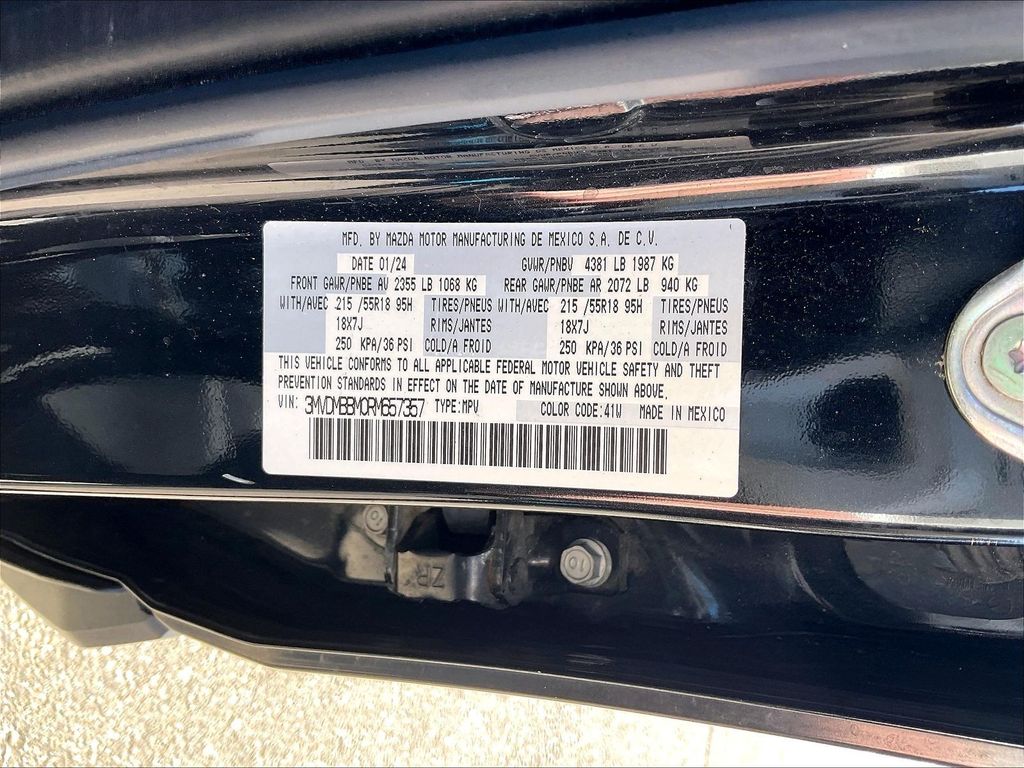 MFD. BY MAZDA MOTOR MANUFACTURING DE MEXICO S.A. DE C.V.
DATE 01/24 GVWR/PNBV 4381 LB 1987 KG
FRONT GAWR/PNBE AV 2355 LB 1068 KG REAR GAWR/PNBE AR 2072 LB 940 KG
WITH/AVEC 215 /55R18 95H TIRES/PNEUS WITH/AVEC 215 /55R18 95H TIRES/PNEUS
18X7J RIMS/JANTES 18X7J RIMS/JANTES
250 KPA/36 PSI COLD/A FROID 250 KPA/36 PSI COLD/A FROID
THIS VEHICLE CONFORMS TO ALL APPLICABLE FEDERAL MOTOR VEHICLE SAFETY AND THEFT
PREVENTION STANDARDS IN EFFECT ON THE DATE OF MANUFACTURE SHOWN ABOVE.
VIN: 3MVDMBBM0RM657357 TYPE:MPV COLOR CODE:41W MADE IN MEXICO
ZR
10